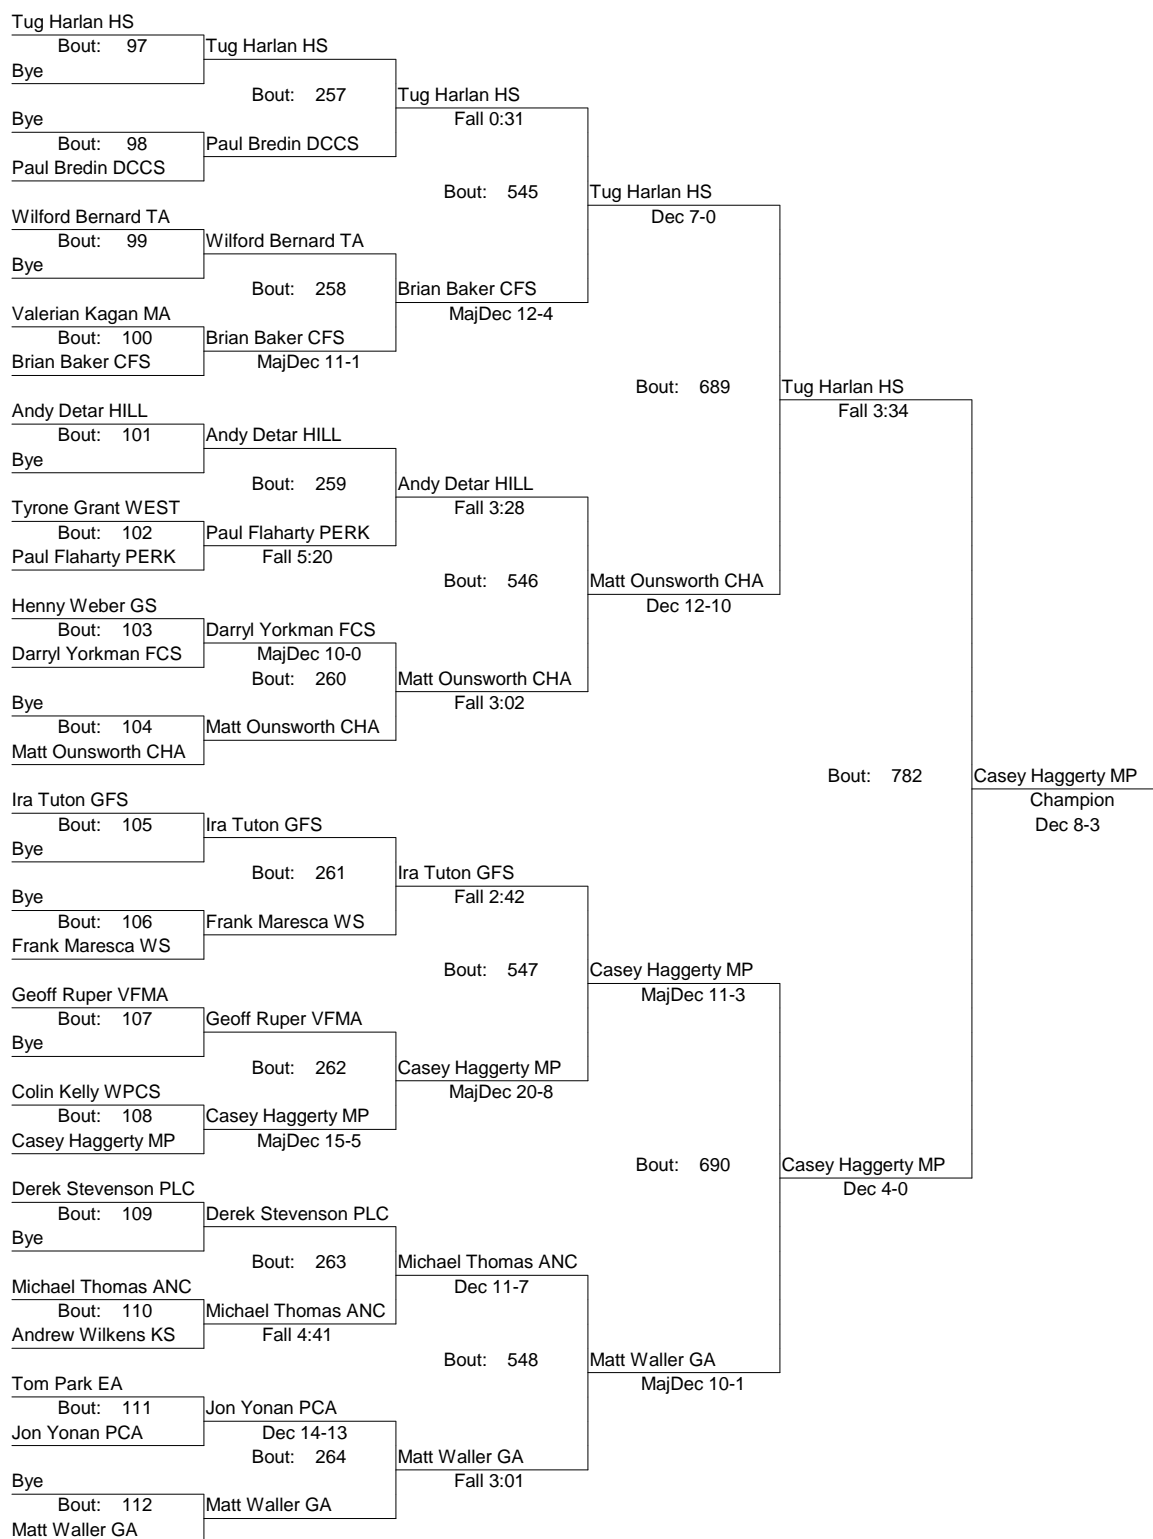 Tug Harlan HS
Bout: 97 Tug Harlan HS
Bye
Bout: 257 Tug Harlan HS
Bye Fall 0:31
Bout: 98 Paul Bredin DCCS
Paul Bredin DCCS
Bout: 545 Tug Harlan HS
Wilford Bernard TA Dec 7-0
Bout: 99 Wilford Bernard TA
Bye
Bout: 258 Brian Baker CFS
Valerian Kagan MA MajDec 12-4
Bout: 100 Brian Baker CFS
Brian Baker CFS MajDec 11-1
Bout: 689 Tug Harlan HS
Andy Detar HILL Fall 3:34
Bout: 101 Andy Detar HILL
Bye
Bout: 259 Andy Detar HILL
Tyrone Grant WEST Fall 3:28
Bout: 102 Paul Flaharty PERK
Paul Flaharty PERK Fall 5:20
Bout: 546 Matt Ounsworth CHA
Henny Weber GS Dec 12-10
Bout: 103 Darryl Yorkman FCS
Darryl Yorkman FCS MajDec 10-0
Bout: 260 Matt Ounsworth CHA
Bye Fall 3:02
Bout: 104 Matt Ounsworth CHA
Matt Ounsworth CHA
Bout: 782 Casey Haggerty MP
Ira Tuton GFS Champion
Bout: 105 Ira Tuton GFS Dec 8-3
Bye
Bout: 261 Ira Tuton GFS
Bye Fall 2:42
Bout: 106 Frank Maresca WS
Frank Maresca WS
Bout: 547 Casey Haggerty MP
Geoff Ruper VFMA MajDec 11-3
Bout: 107 Geoff Ruper VFMA
Bye
Bout: 262 Casey Haggerty MP
Colin Kelly WPCS MajDec 20-8
Bout: 108 Casey Haggerty MP
Casey Haggerty MP MajDec 15-5
Bout: 690 Casey Haggerty MP
Derek Stevenson PLC Dec 4-0
Bout: 109 Derek Stevenson PLC
Bye
Bout: 263 Michael Thomas ANC
Michael Thomas ANC Dec 11-7
Bout: 110 Michael Thomas ANC
Andrew Wilkens KS Fall 4:41
Bout: 548 Matt Waller GA
Tom Park EA MajDec 10-1
Bout: 111 Jon Yonan PCA
Jon Yonan PCA Dec 14-13
Bout: 264 Matt Waller GA
Bye Fall 3:01
Bout: 112 Matt Waller GA
Matt Waller GA